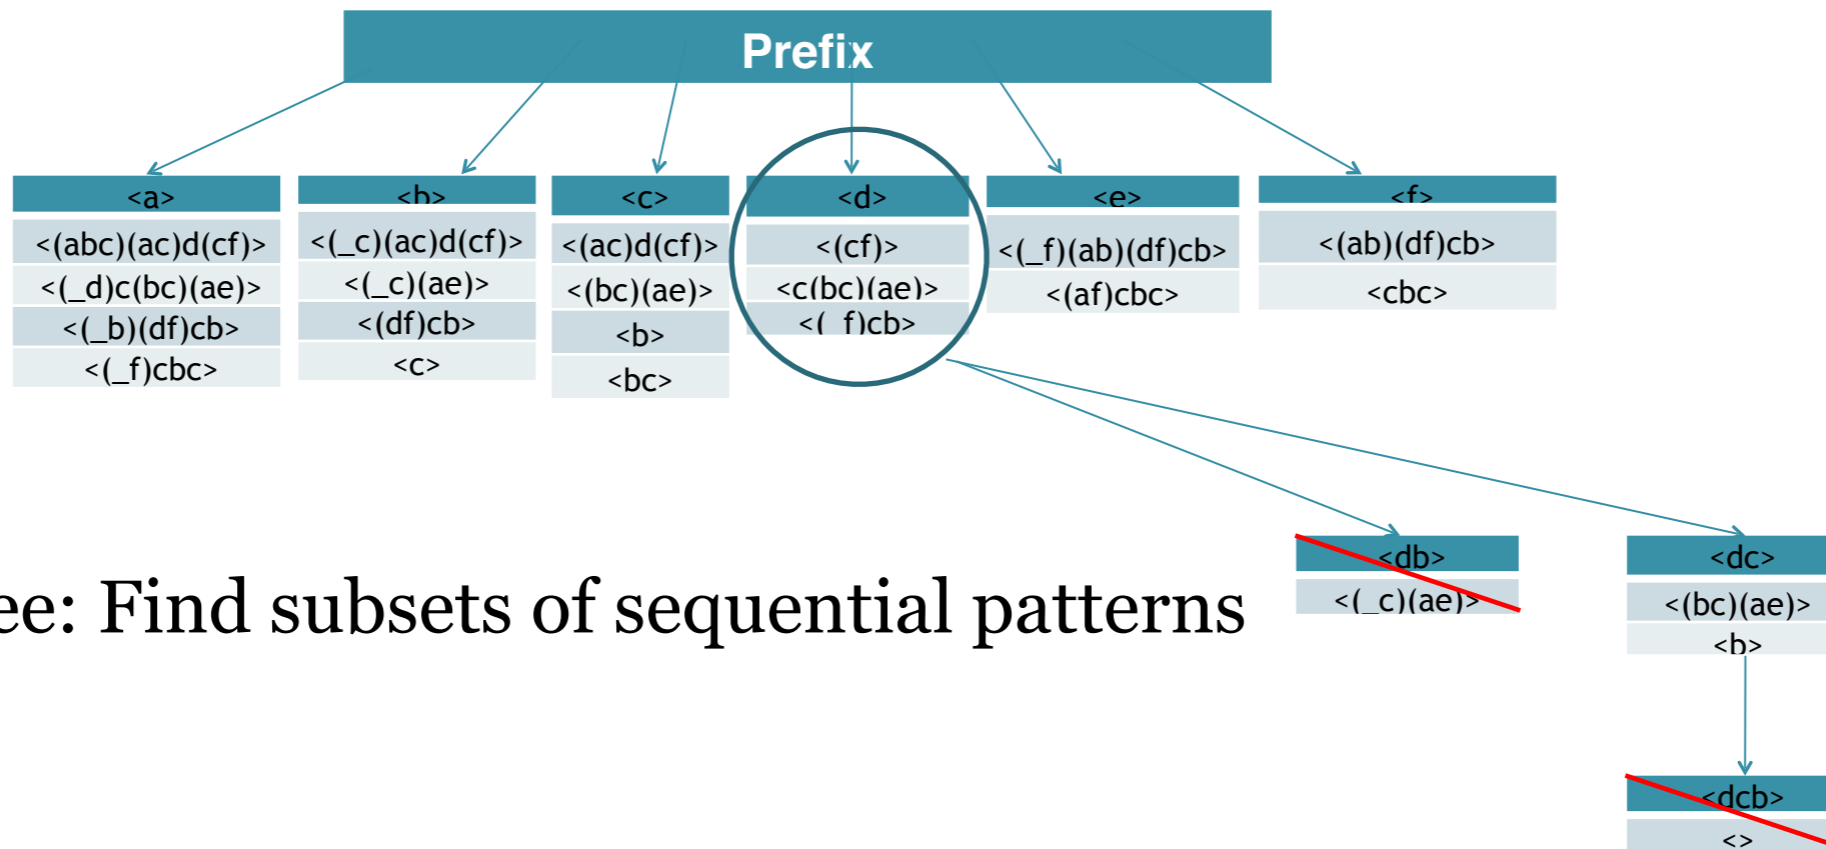 Prefix
<a>
<(abc)(ac)d(cf)>
<(_d)c(bc)(ae)>
<(_b)(df)cb>
<(_f)cbc>
<b>
<(_c)(ac)d(cf)>
<(_c)(ae)>
<(df)cb>
<c>
<c>
<(ac)d(cf)>
<(bc)(ae)>
<b>
<bc>
<d>
<(cf)>
<c(bc)(ae)>
<(_f)cb>
<e>
<(_f)(ab)(df)cb>
<(af)cbc>
<f>
<(ab)(df)cb>
<cbc>
ee: Find subsets of sequential patterns
<db>
<(_c)(ae)>
<dc>
<(bc)(ae)>
<b>
<dcb>
<>